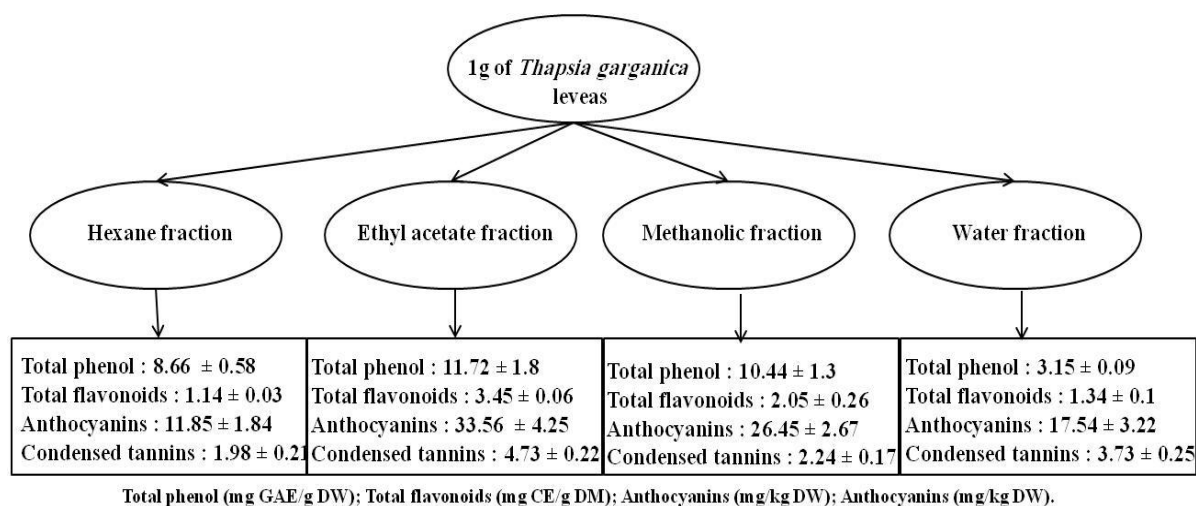 1g of Thapsia garganica
leveas
Hexane fraction
Ethyl acetate fraction
Methanolic fraction
Water fraction
Total phenol : 8.66 ± 0.58
Total flavonoids : 1.14 ± 0.03
Anthocyanins : 11.85 ± 1.84
Condensed tannins : 1.98 ± 0.21
Total phenol : 11.72 ± 1.8
Total flavonoids : 3.45 ± 0.06
Anthocyanins : 33.56 ± 4.25
Condensed tannins : 4.73 ± 0.22
Total phenol : 10.44 ± 1.3
Total flavonoids : 2.05 ± 0.26
Anthocyanins : 26.45 ± 2.67
Condensed tannins : 2.24 ± 0.17
Total phenol : 3.15 ± 0.09
Total flavonoids : 1.34 ± 0.1
Anthocyanins : 17.54 ± 3.22
Condensed tannins : 3.73 ± 0.25
Total phenol (mg GAE/g DW); Total flavonoids (mg CE/g DM); Anthocyanins (mg/kg DW); Anthocyanins (mg/kg DW).